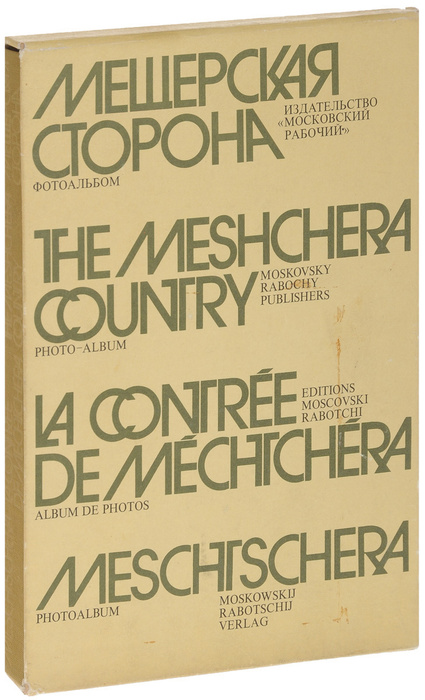 МЕЩЕРСКАЯ
СТОРОНА
ИЗДАТЕЛЬСТВО
«МОСКОВСКИЙ
РАБОЧИЙ»
ФОТОАЛЬБОМ
THE MESHCHERA
COUNTRY
MOSKOVSKY
RABOCHY
PUBLISHERS
PHOTO-ALBUM
LA CONTRÉE
EDITIONS
MOSCOVSKI
RABOTCHI
DE MÉCHTCHÉRA
ALBUM DE PHOTOS
MESCHTSCHERA
PHOTOALBUM
MOSKOWSKIJ
RABOTSCHIJ
VERLAG